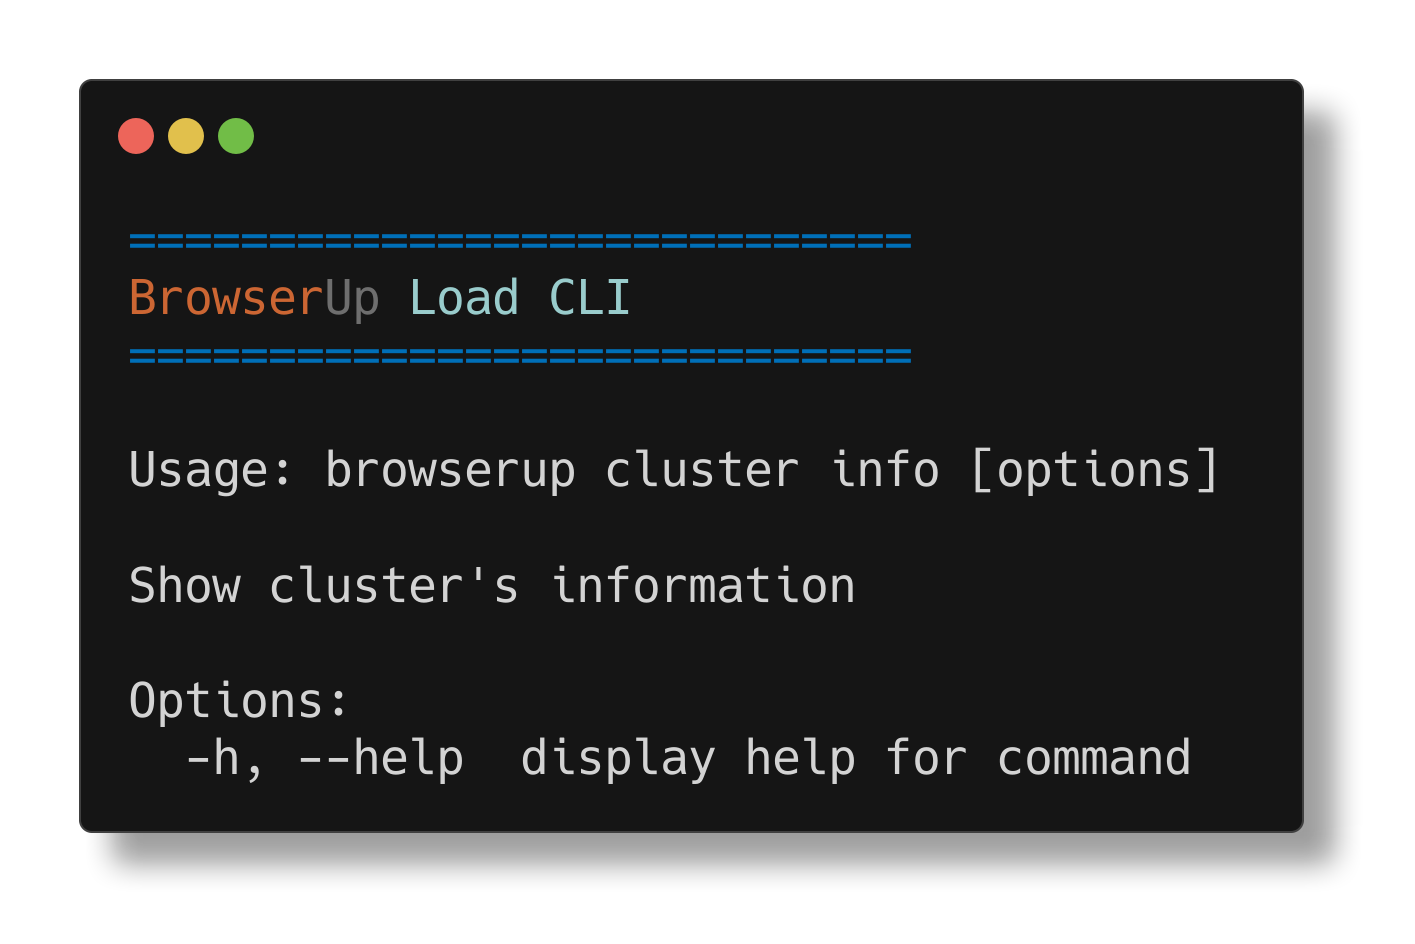 ============================
BrowserUp Load CLI
============================
Usage: browserup cluster info [options]
Show cluster's information
Options:
  -h, --help  display help for command